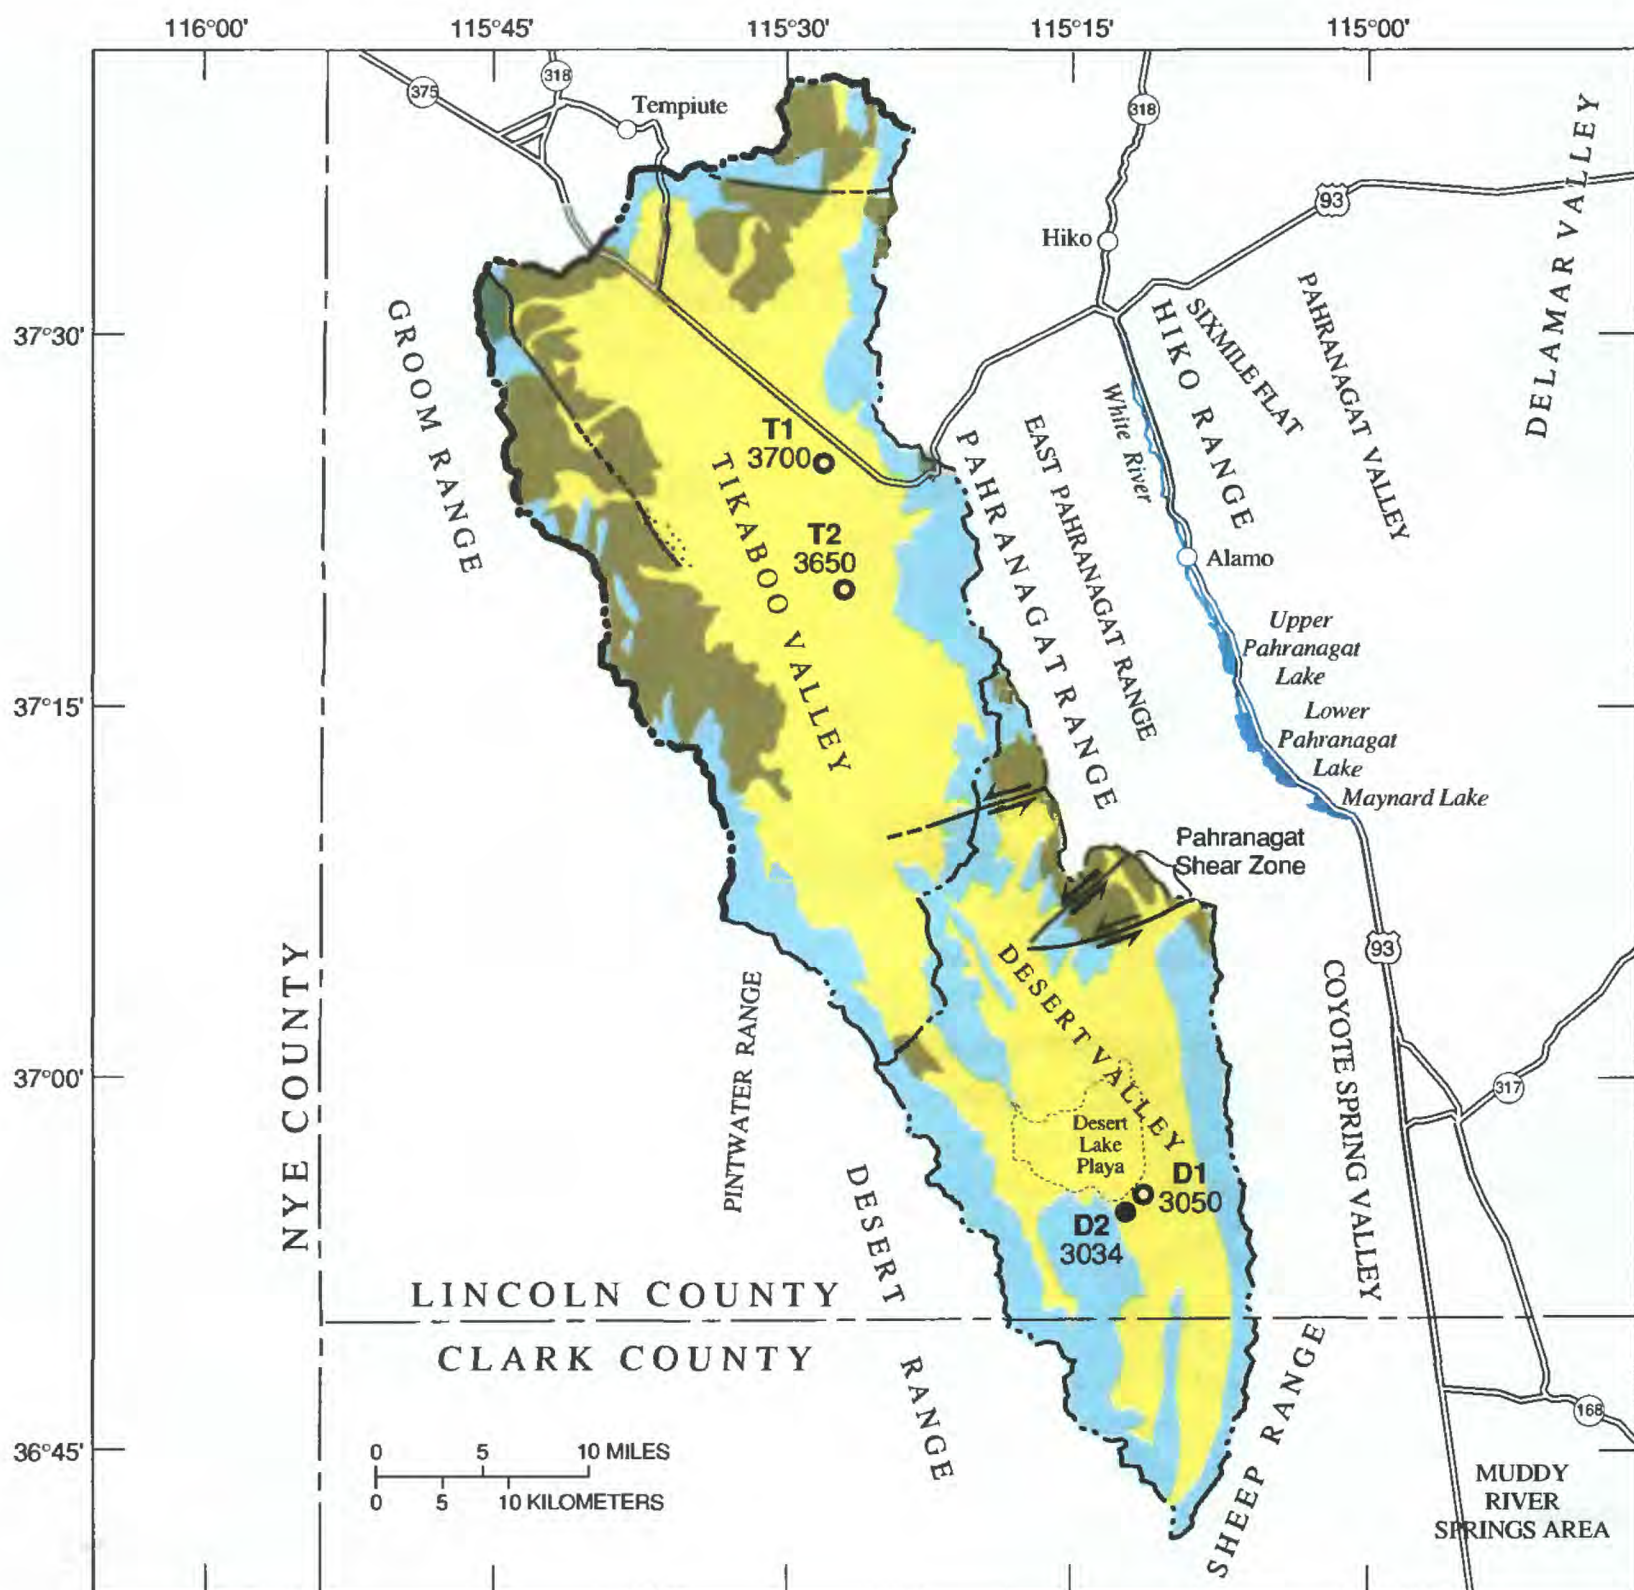 116°00'
115°45'
115°30'
115°15'
115°00'
375
318
Tempiute
318
93
Hiko
DELAMAR VALLEY
37°30'
GROOM RANGE
HIKO RANGE
SIXMILE FLAT
PAHRANAGAT VALLEY
White River
T1
3700
TIKABOO VALLEY
PAHRANAGAT RANGE
EAST PAHRANAGAT RANGE
T2
3650
Alamo
Upper
Pahranagat
Lake
37°15'
Lower
Pahranagat
Lake
Maynard Lake
Pahranagat
Shear Zone
93
NYE COUNTY
PINTWATER RANGE
DESERT VALLEY
COYOTE SPRING VALLEY
37°00'
317
Desert
Lake
Playa
D1
3050
D2
3034
DESERT RANGE
LINCOLN COUNTY
CLARK COUNTY
SHEEP RANGE
168
36°45'
0 5 10 MILES
0 5 10 KILOMETERS
MUDDY
RIVER
SPRINGS AREA